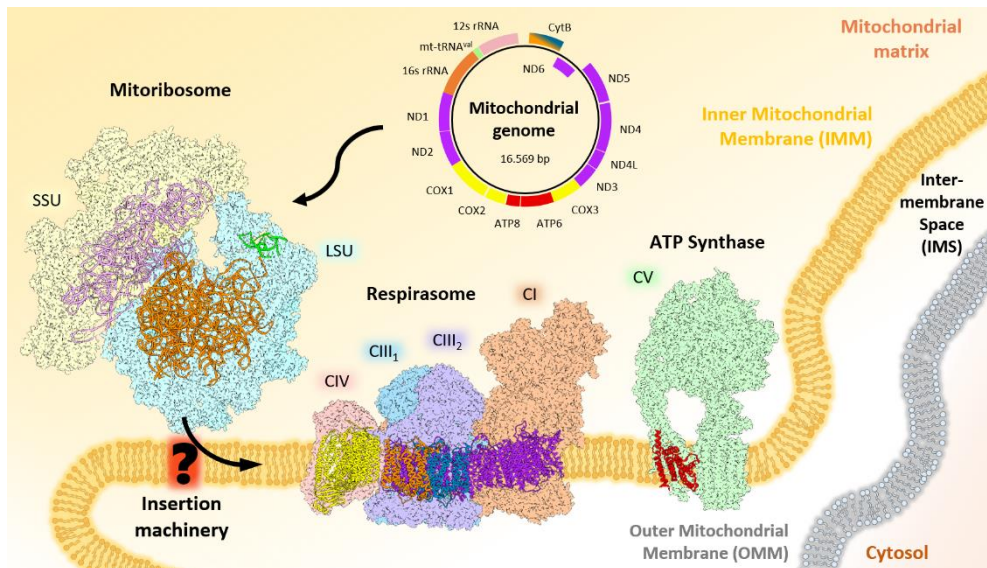 12s rRNA
CytB
mt-tRNAval
16s rRNA
ND6
ND5
Mitochondrial
matrix
Mitoribosome
ND1
Mitochondrial
genome
ND4
Inner Mitochondrial
Membrane (IMM)
ND2
16.569 bp
ND4L
ND3
COX1
COX2
ATP8
ATP6
COX3
Inter-
membrane
Space
(IMS)
SSU
LSU
ATP Synthase
Respirasome
CI
CV
CIII1
CIII2
CIV
?
Insertion
machinery
Outer Mitochondrial
Membrane (OMM)
Cytosol